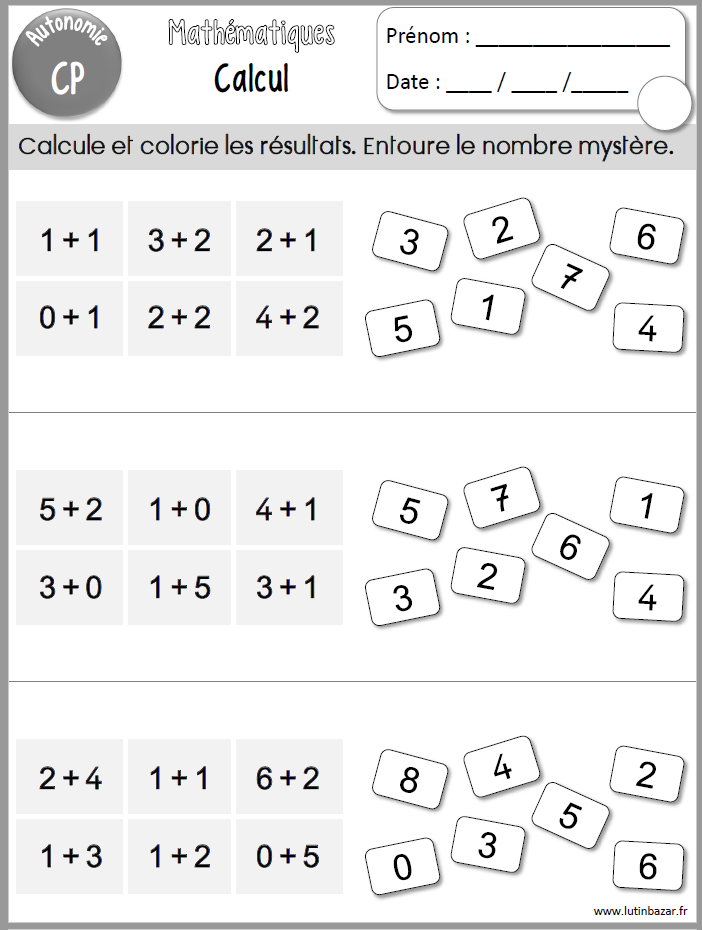 Autonomie
CP
Mathématiques
Calcul
Prénom : ___________________
Date : ____ / ____ /_____
Calcule et colorie les résultats. Entoure le nombre mystère.
1 + 1 3 + 2 2 + 1
0 + 1 2 + 2 4 + 2
3 2 6
7
5 1 4
5 + 2 1 + 0 4 + 1
3 + 0 1 + 5 3 + 1
5 7 1
6
3 2 4
2 + 4 1 + 1 6 + 2
1 + 3 1 + 2 0 + 5
8 4 2
5
0 3 6
www.lutinbazar.fr